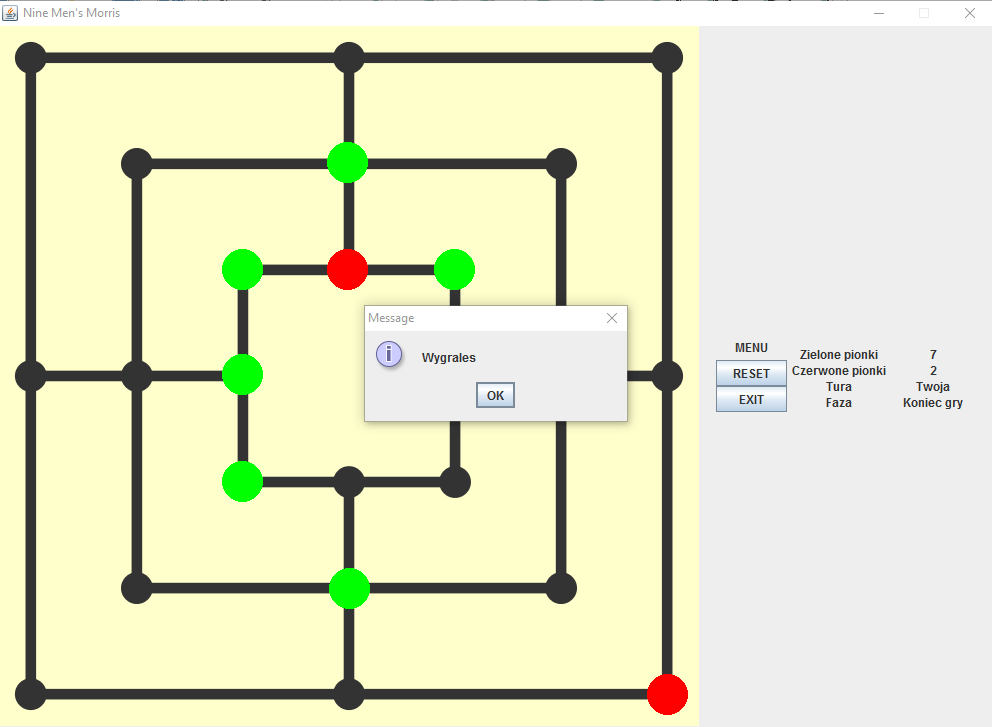 Nine Men's Morris
Message
Wygrales
OK
MENU
RESET
EXIT
Zielone pionki 7
Czerwone pionki 2
Tura Twoja
Faza Koniec gry